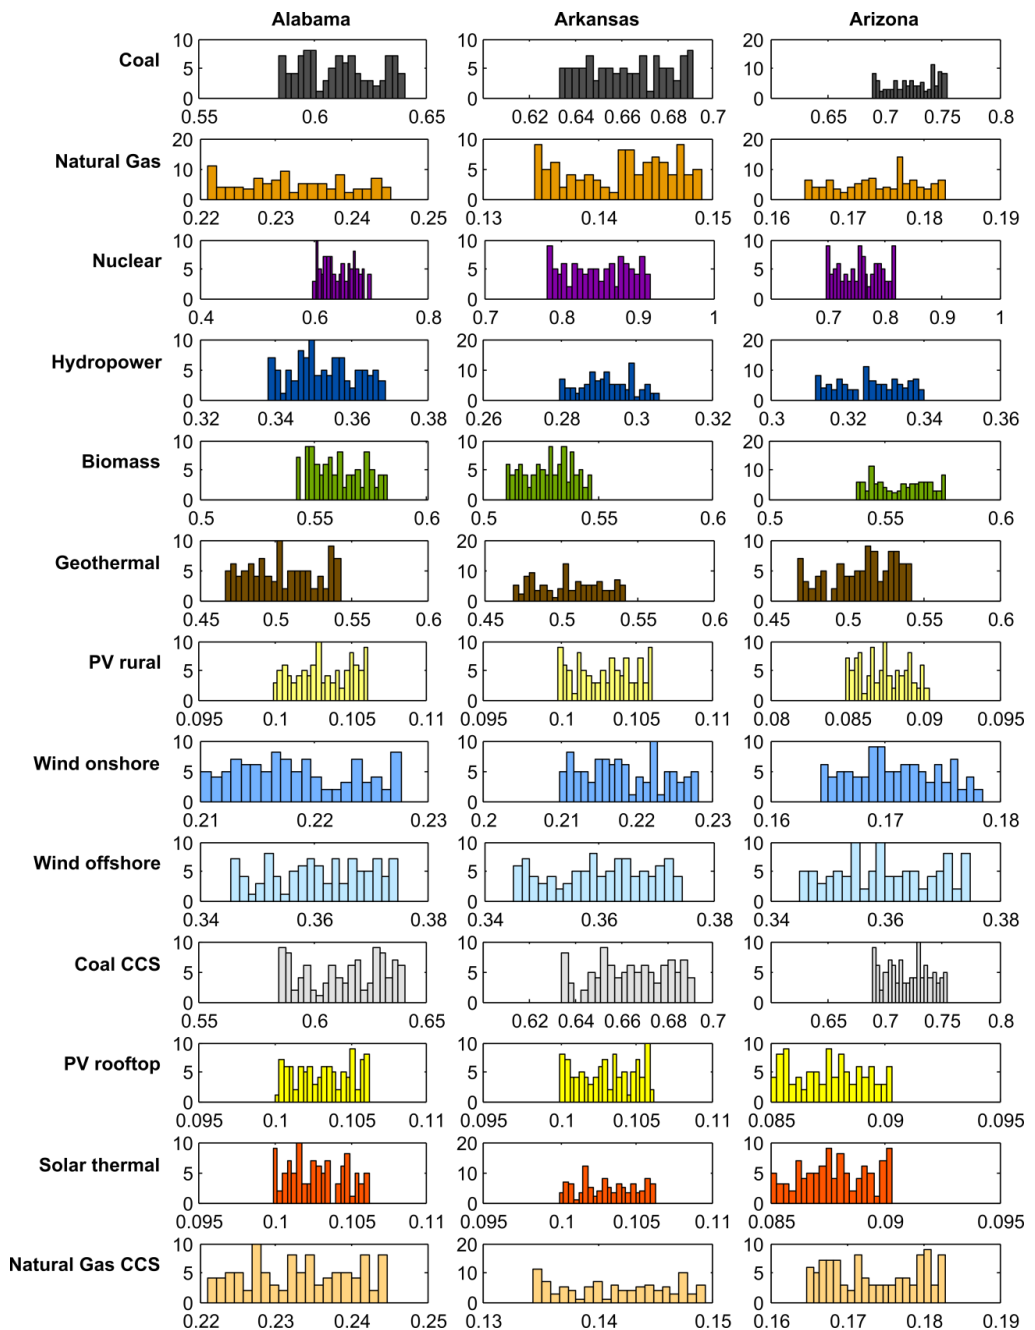 Alabama Arkansas Arizona
Coal
10 5 0 0.55 0.6 0.65
10 5 0 0.62 0.64 0.66 0.68 0.7
20 10 0 0.65 0.7 0.75 0.8
Natural Gas
20 10 0 0.22 0.23 0.24 0.25
10 5 0 0.13 0.14 0.15
20 10 0 0.16 0.17 0.18 0.19
Nuclear
10 5 0 0.4 0.6 0.8
10 5 0 0.7 0.8 0.9 1
10 5 0 0.7 0.8 0.9 1
Hydropower
10 5 0 0.32 0.34 0.36 0.38
20 10 0 0.26 0.28 0.3 0.32
20 10 0 0.3 0.32 0.34 0.36
Biomass
10 5 0 0.5 0.55 0.6
10 5 0 0.5 0.55 0.6
20 10 0 0.5 0.55 0.6
Geothermal
10 5 0 0.45 0.5 0.55 0.6
20 10 0 0.45 0.5 0.55 0.6
10 5 0 0.45 0.5 0.55 0.6
PV rural
10 5 0 0.095 0.1 0.105 0.11
10 5 0 0.095 0.1 0.105 0.11
10 5 0 0.08 0.085 0.09 0.095
Wind onshore
10 5 0 0.21 0.22 0.23
10 5 0 0.2 0.21 0.22 0.23
10 5 0 0.16 0.17 0.18
Wind offshore
10 5 0 0.34 0.36 0.38
10 5 0 0.34 0.36 0.38
10 5 0 0.34 0.36 0.38
Coal CCS
10 5 0 0.55 0.6 0.65
10 5 0 0.62 0.64 0.66 0.68 0.7
10 5 0 0.65 0.7 0.75 0.8
PV rooftop
10 5 0 0.095 0.1 0.105 0.11
10 5 0 0.095 0.1 0.105 0.11
10 5 0 0.085 0.09 0.095
Solar thermal
10 5 0 0.095 0.1 0.105 0.11
20 10 0 0.095 0.1 0.105 0.11
10 5 0 0.085 0.09 0.095
Natural Gas CCS
10 5 0 0.22 0.23 0.24 0.25
20 10 0 0.13 0.14 0.15
10 5 0 0.16 0.17 0.18 0.19